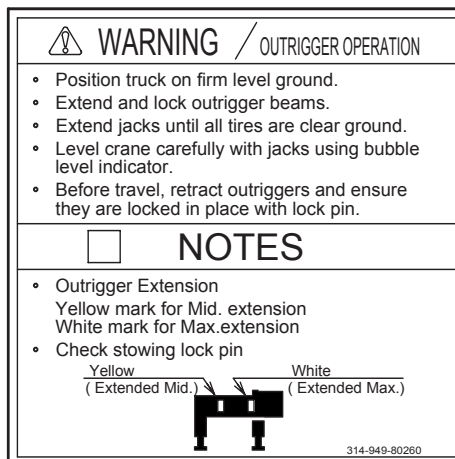 WARNING / OUTRIGGER OPERATION
• Position truck on firm level ground.
• Extend and lock outrigger beams.
• Extend jacks until all tires are clear ground.
• Level crane carefully with jacks using bubble
level indicator.
• Before travel, retract outriggers and ensure
they are locked in place with lock pin.
NOTES
• Outrigger Extension
Yellow mark for Mid. extension
White mark for Max.extension
• Check stowing lock pin
Yellow White
( Extended Mid.) ( Extended Max.)
314-949-80260